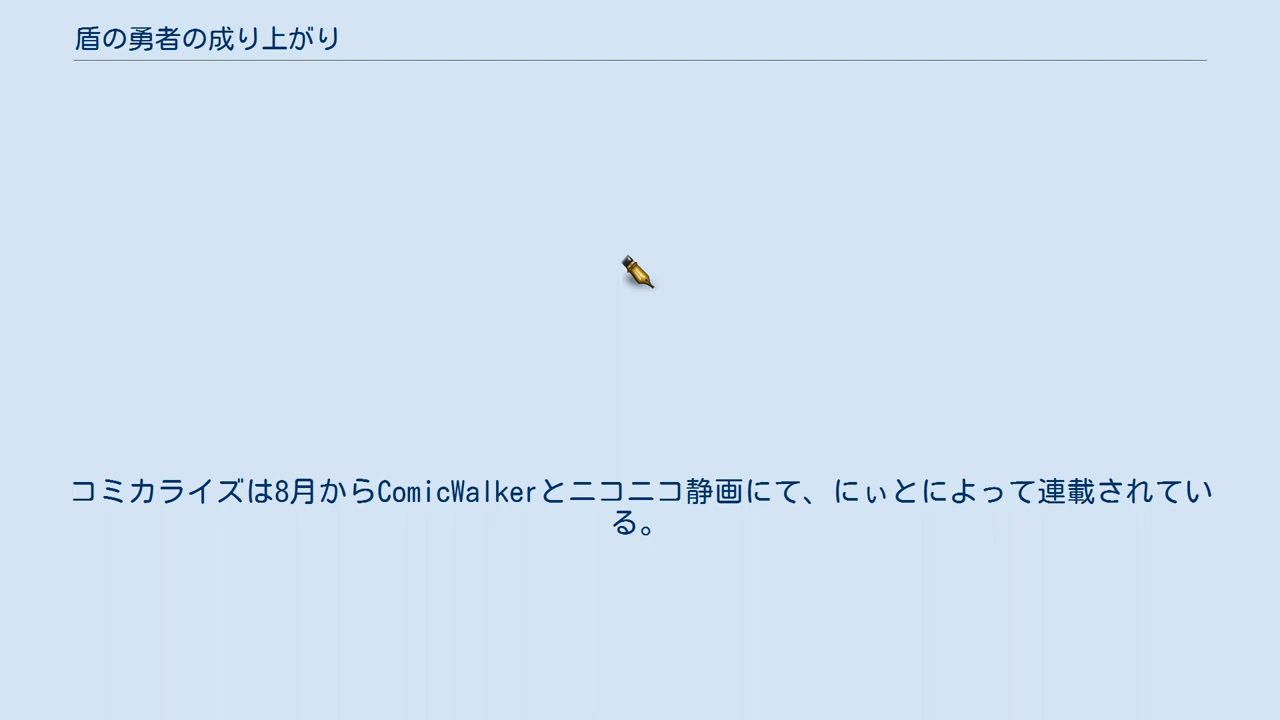 盾の勇者の成り上がり
コミカライズは8月からComicWalkerとニコニコ静画にて、にぃとによって連載されてい
る。